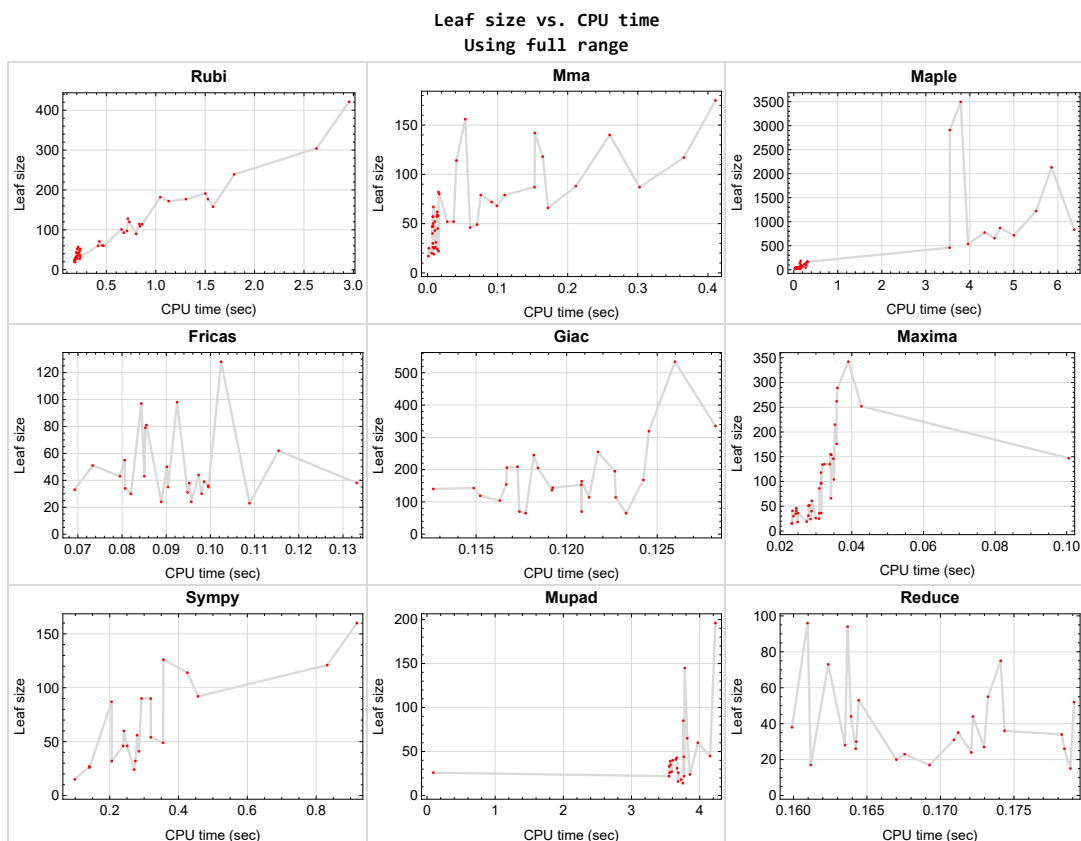 Leaf size vs. CPU time
Using full range
Rubi
Leaf size
400
300
200
100
0
0.5 1.0 1.5 2.0 2.5 3.0
CPU time (sec)
Mma
Leaf size
150
100
50
0
0.0 0.1 0.2 0.3 0.4
CPU time (sec)
Maple
Leaf size
3500
3000
2500
2000
1500
1000
500
0
0 1 2 3 4 5 6
CPU time (sec)
Fricas
Leaf size
120
100
80
60
40
20
0
0.07 0.08 0.09 0.10 0.11 0.12 0.13
CPU time (sec)
Giac
Leaf size
500
400
300
200
100
0
0.115 0.120 0.125
CPU time (sec)
Maxima
Leaf size
350
300
250
200
150
100
50
0
0.02 0.04 0.06 0.08 0.10
CPU time (sec)
Sympy
Leaf size
150
100
50
0
0.2 0.4 0.6 0.8
CPU time (sec)
Mupad
Leaf size
200
150
100
50
0
0 1 2 3 4
CPU time (sec)
Reduce
Leaf size
100
80
60
40
20
0
0.160 0.165 0.170 0.175
CPU time (sec)